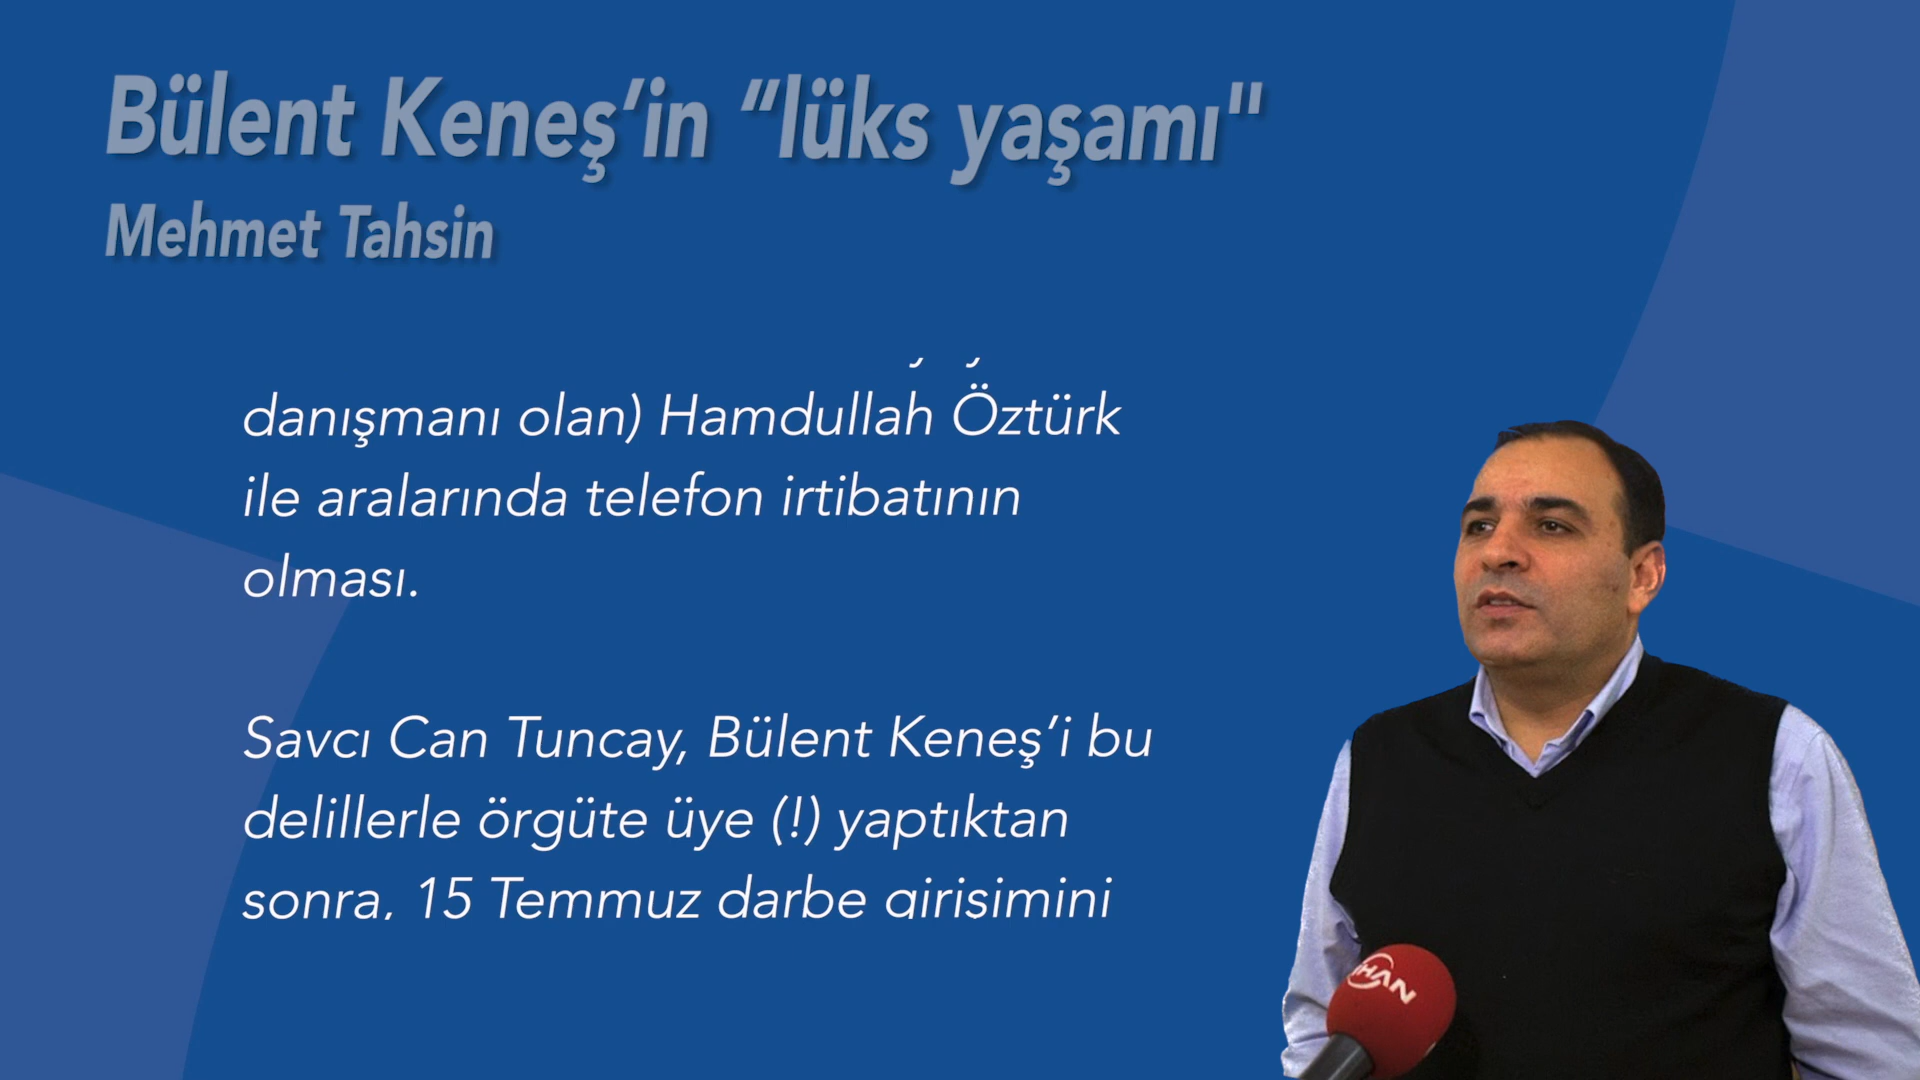 Bülent Keneş’in “lüks yaşamı"
Mehmet Tahsin
danışmanı olan) Hamdullah Öztürk
ile aralarında telefon irtibatının
olması.
Savcı Can Tuncay, Bülent Keneş’i bu
delillerle örgüte üye (!) yaptıktan
sonra, 15 Temmuz darbe girişimini
HAN